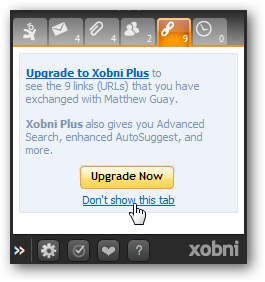 4 4 2 9 0
Upgrade to Xobni Plus to
see the 9 links (URLs) that you have
exchanged with Matthew Guay.
Xobni Plus also gives you Advanced
Search, enhanced AutoSuggest, and
more.
Upgrade Now
Don't show this tab
» ? xobni